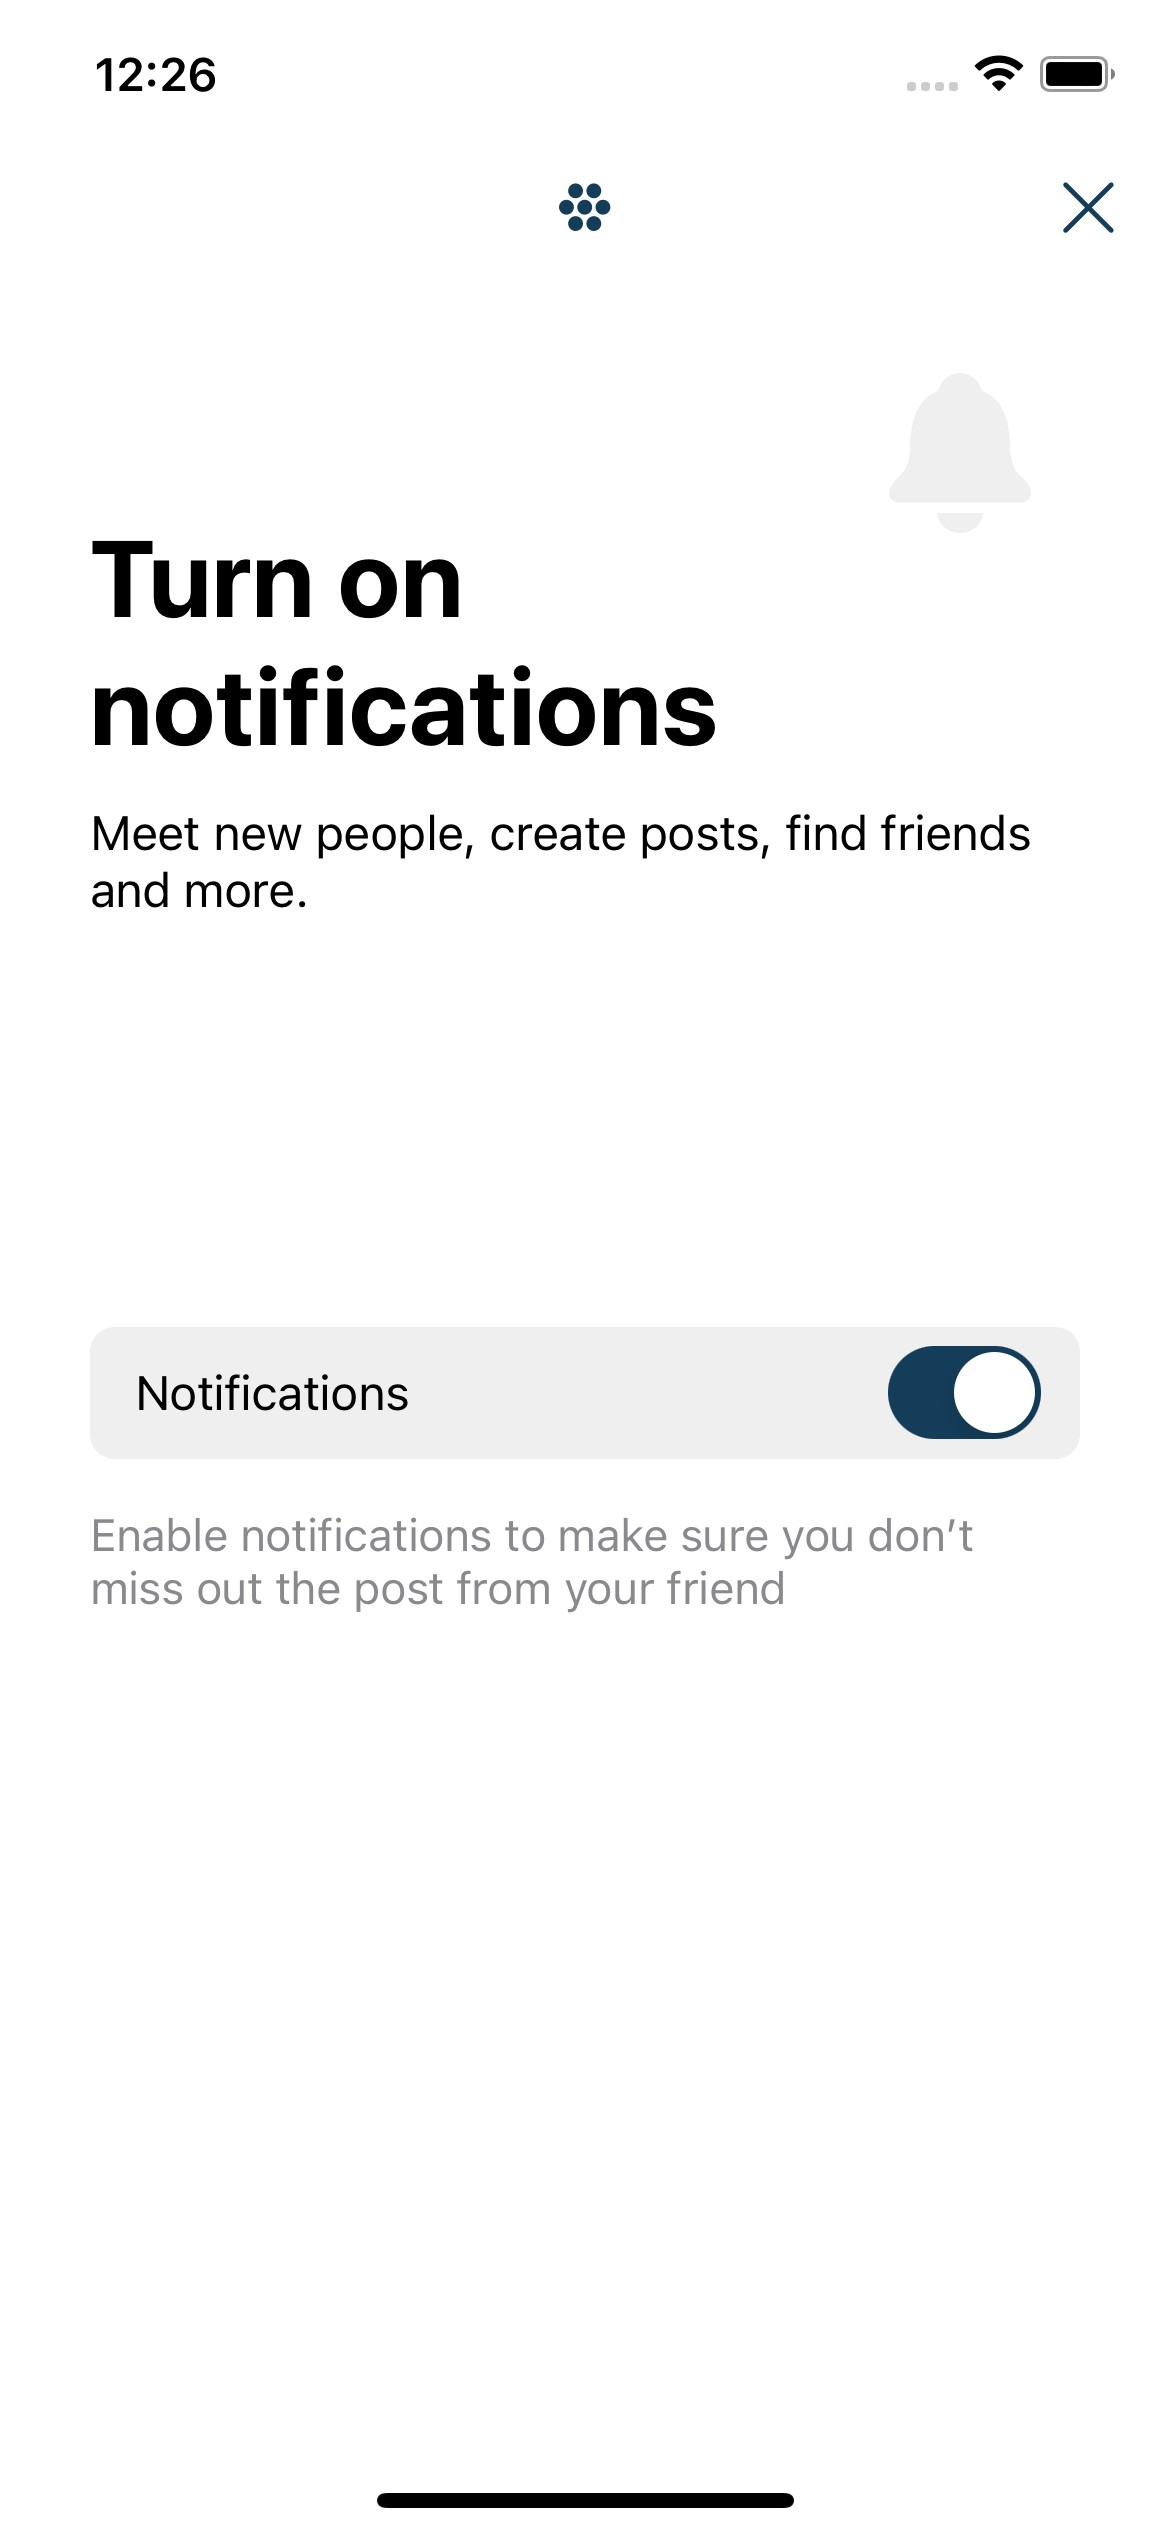 12:26
Turn on
notifications
Meet new people, create posts, find friends
and more.
Notifications
Enable notifications to make sure you don’t
miss out the post from your friend